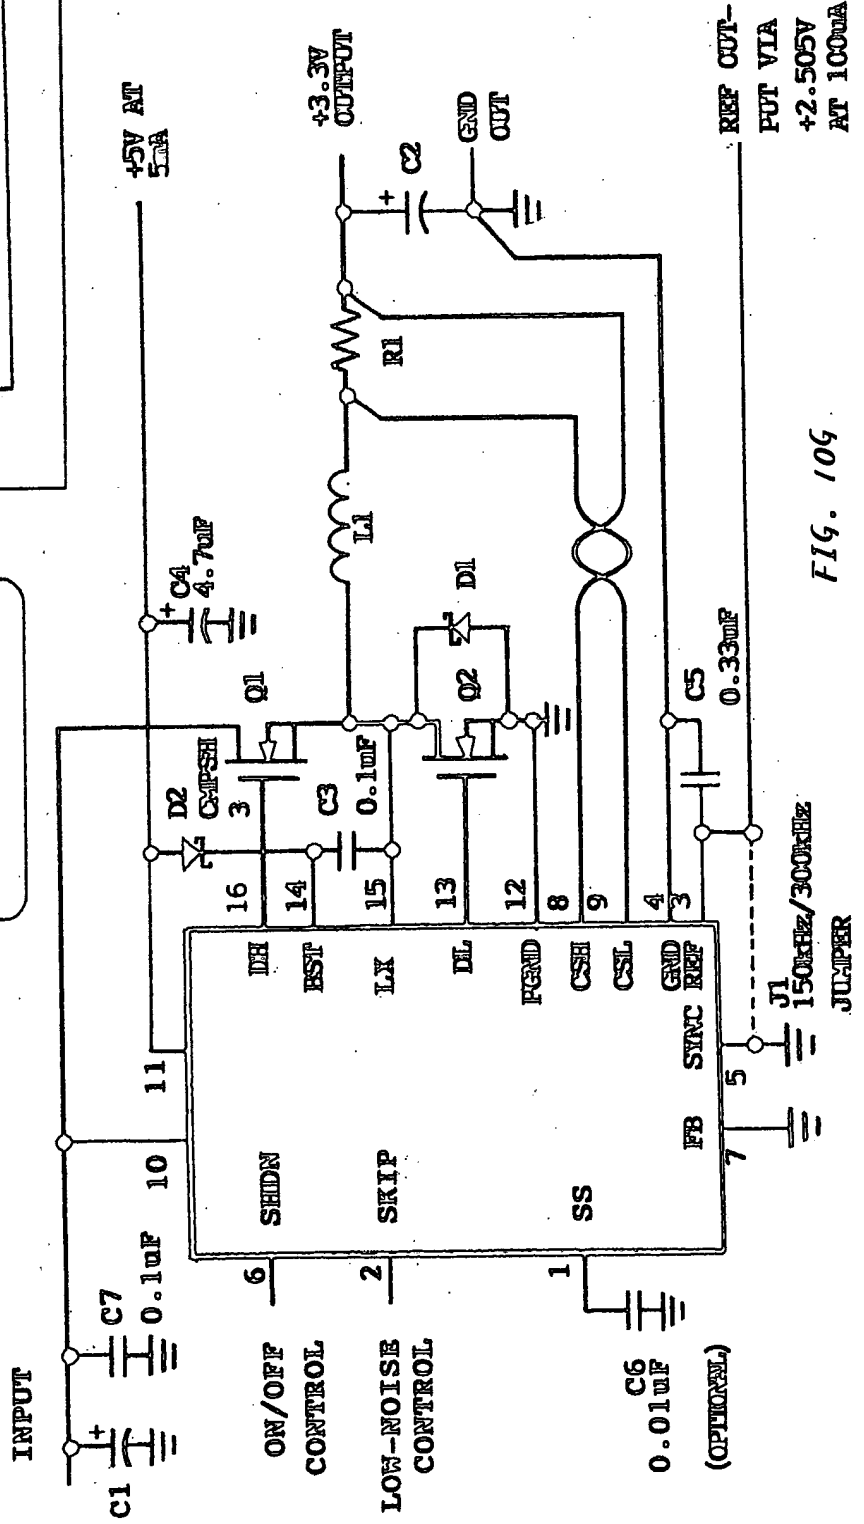 INPUT
C1
C7
0.1uF
+5V AT
5mA
C4
4.7uF
+
+
10
11
D2
CMPSH
3
Q1
16
DH
14
BST
C3
0.1uF
15
LX
L1
R1
+3.3V
OUTPUT
+
C2
GND
OUT
13
DL
Q2
D1
12
PGND
8
CSH
9
CSL
4
GND
3
REF
C5
0.33uF
ON/OFF
CONTROL
6
SHDN
LOW-NOISE
CONTROL
2
SKIP
1
SS
C6
0.01uF
(OPTIONAL)
FB
7
SYNC
5
J1
150kHz/300kHz
JUMPER
REF OUT-
PUT VIA
+2.505V
AT 100uA
FIG. 10G